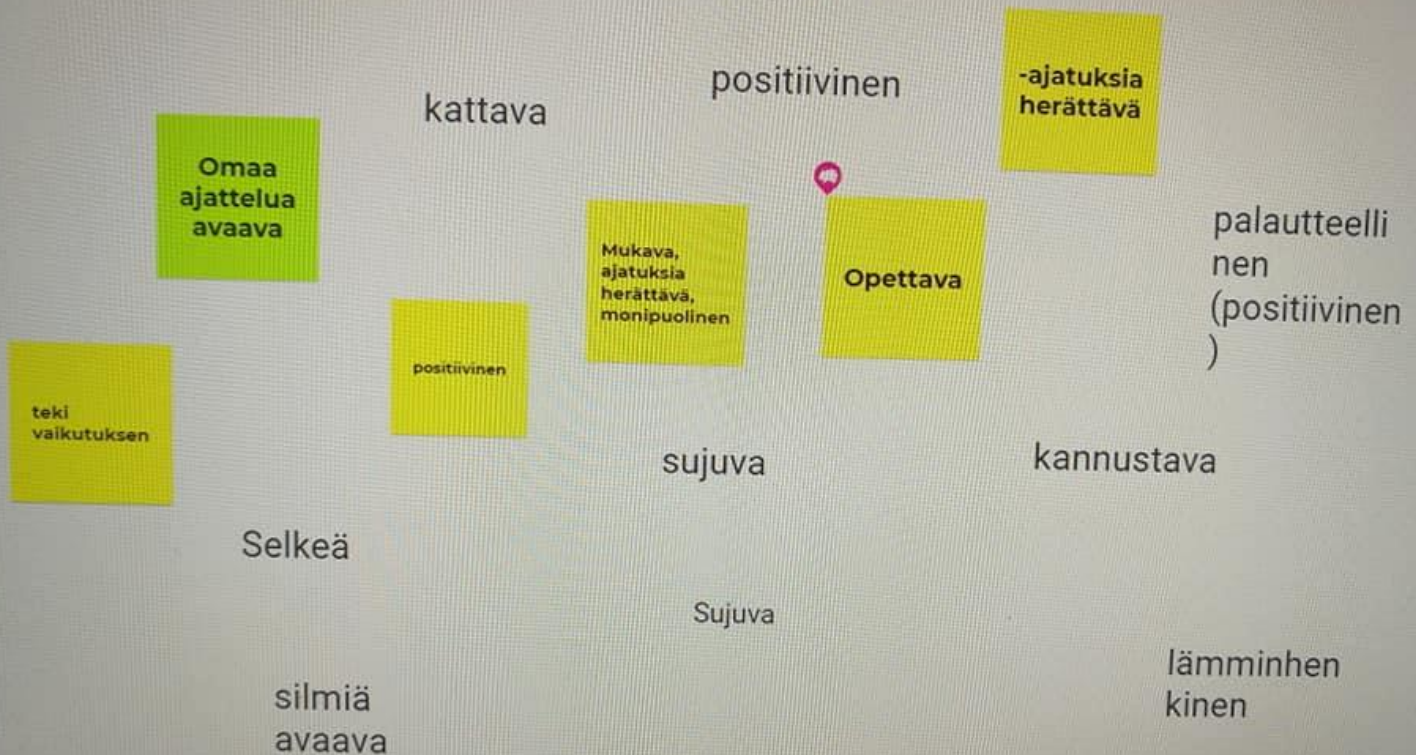 positiivinen
-ajatuksia
herättävä
kattava
Omaa
ajattelua
avaava
Mukava,
ajatuksia
herättävä,
monipuolinen
Opettava
palautteelli
nen
(positiivinen
)
positiivinen
teki
vaikutuksen
sujuva
kannustava
Selkeä
Sujuva
silmiä
avaava
lämminhen
kinen